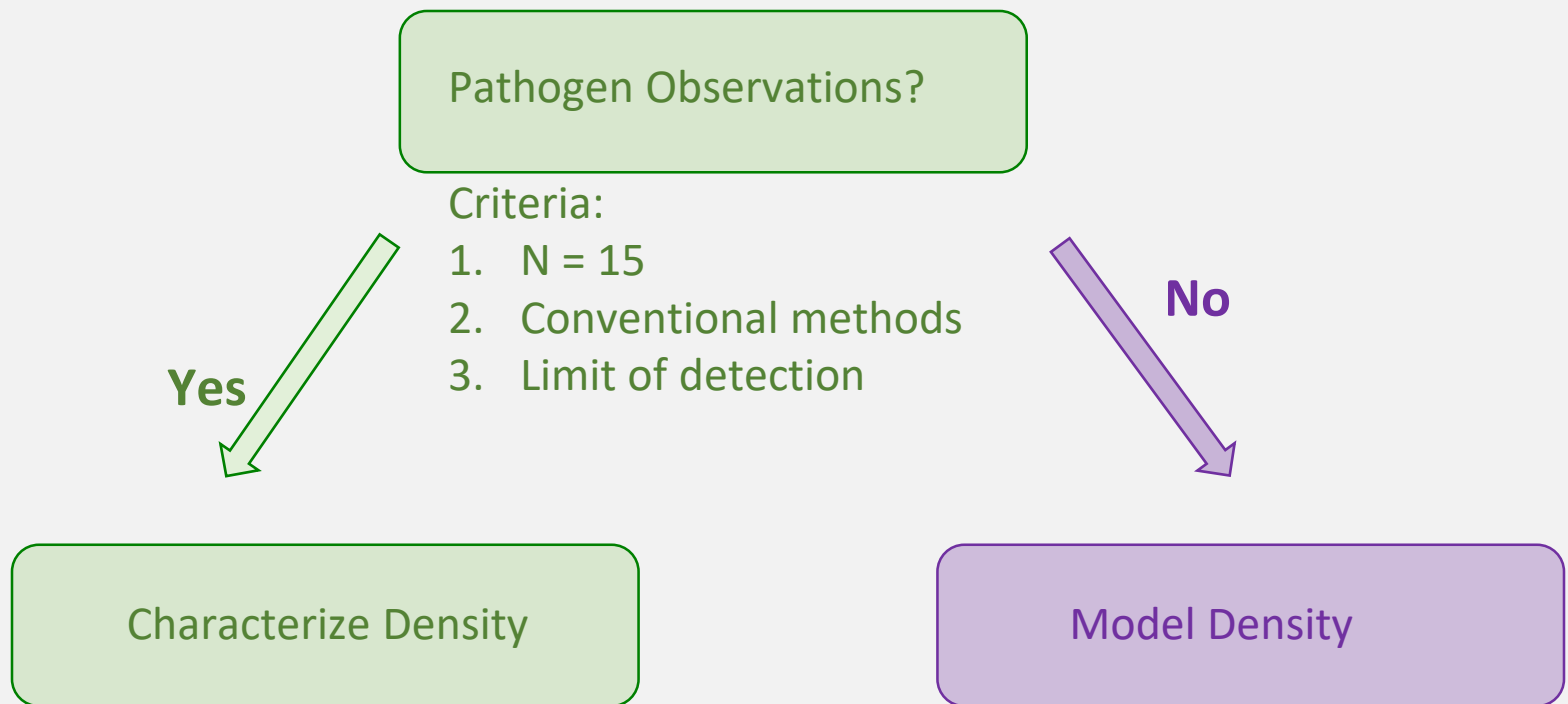 Pathogen Observations?
Criteria:
1. N = 15
2. Conventional methods
3. Limit of detection
Yes
No
Characterize Density
Model Density